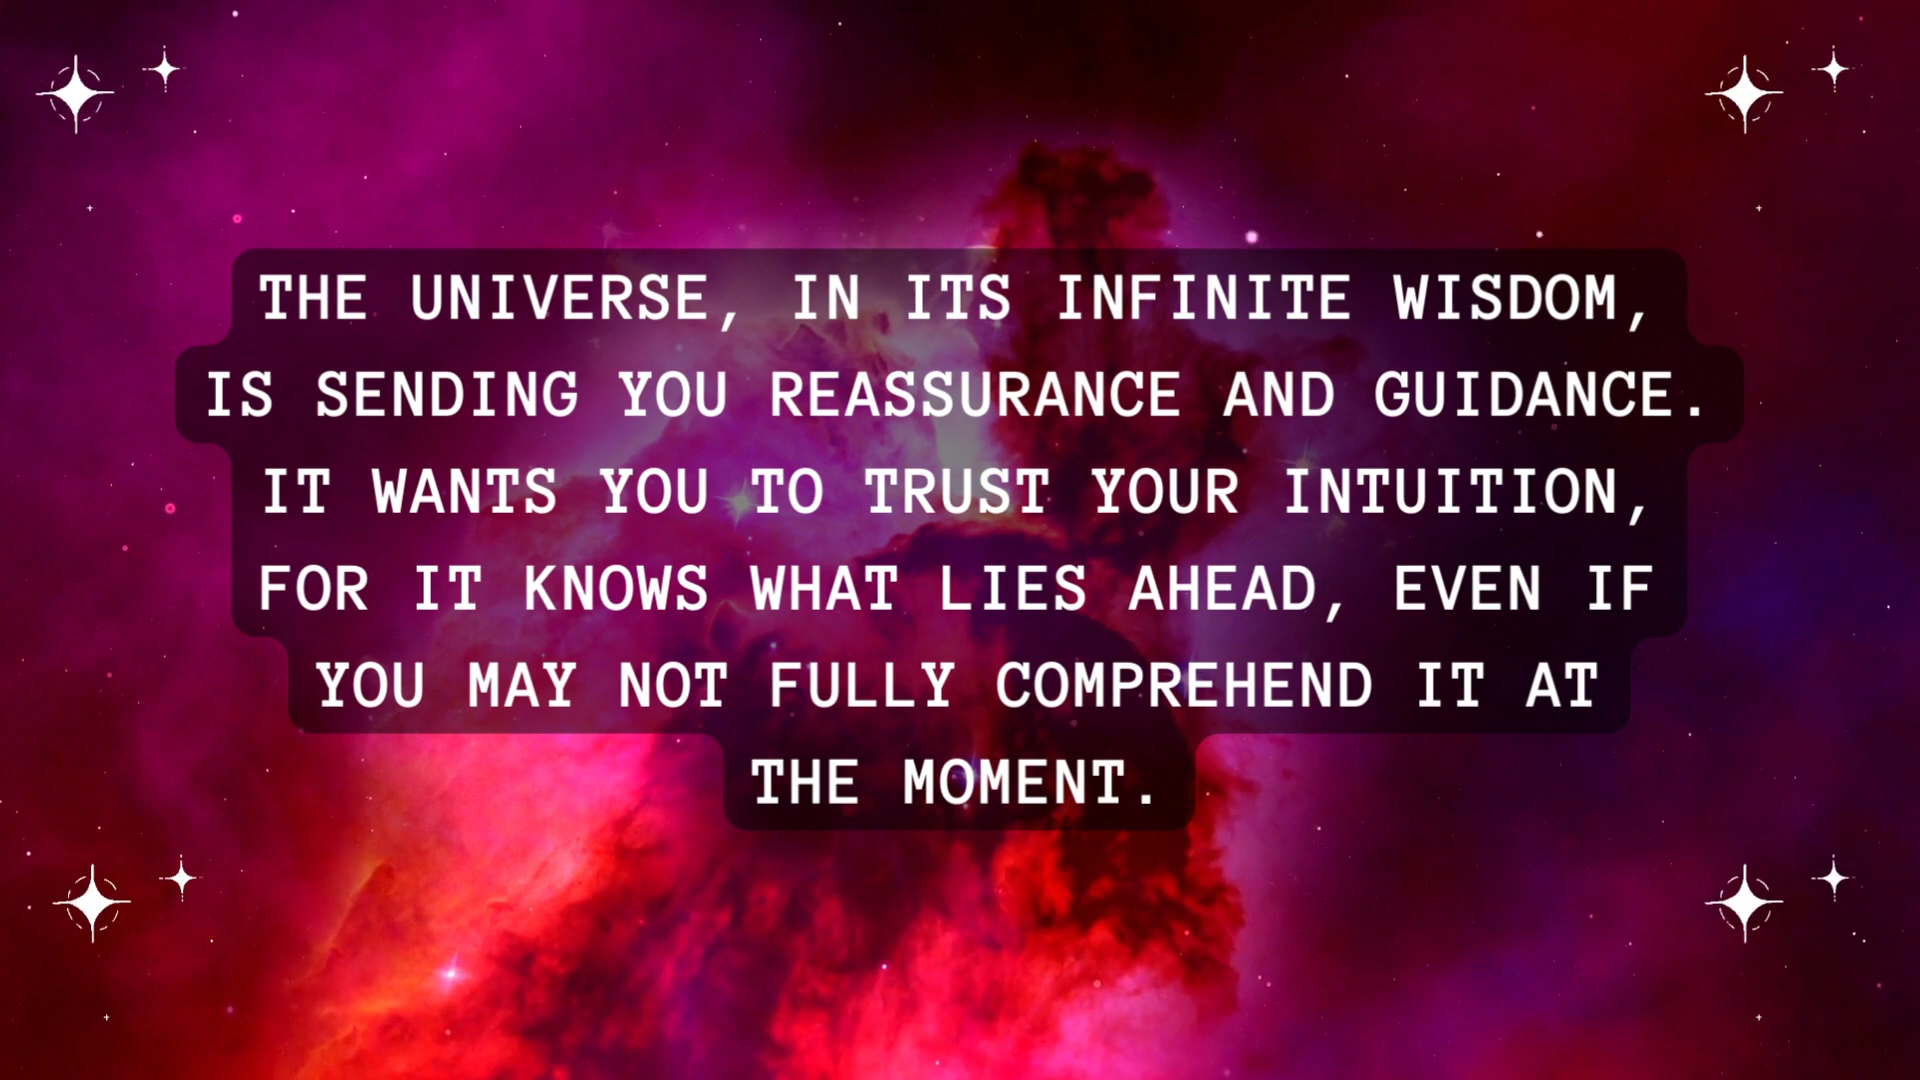 THE UNIVERSE, IN ITS INFINITE WISDOM,
IS SENDING YOU REASSURANCE AND GUIDANCE.
IT WANTS YOU TO TRUST YOUR INTUITION,
FOR IT KNOWS WHAT LIES AHEAD, EVEN IF
YOU MAY NOT FULLY COMPREHEND IT AT
THE MOMENT.